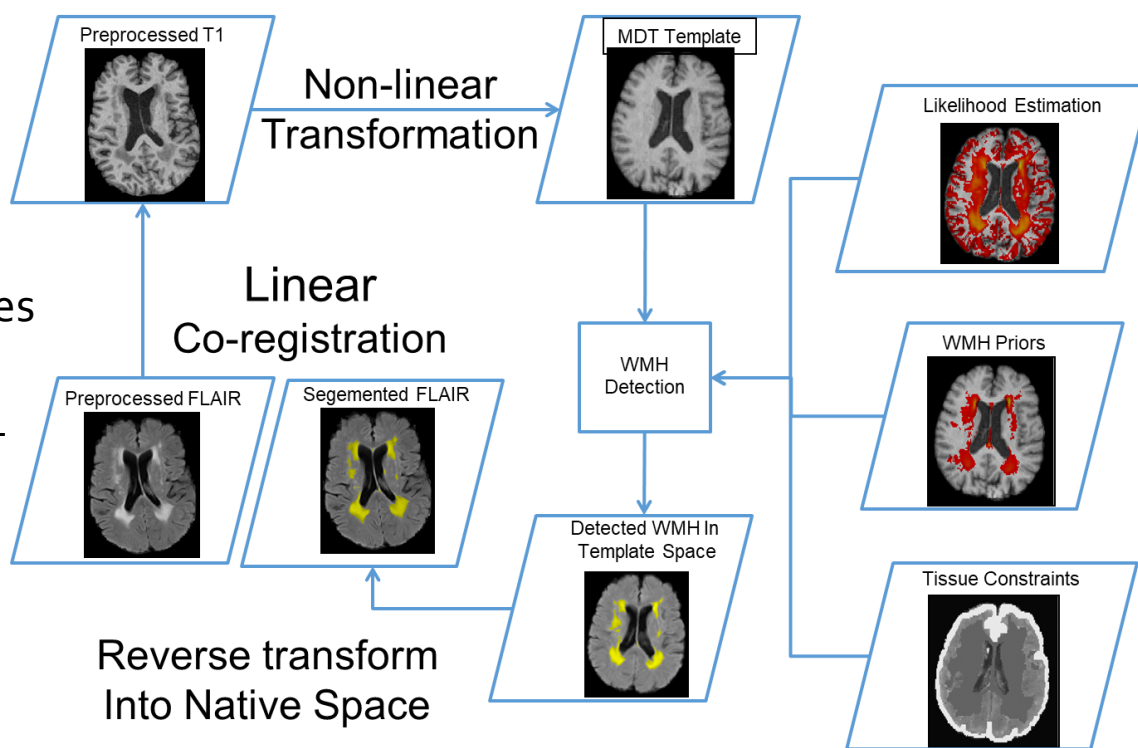 Preprocessed T1
Non-linear
Transformation
MDT Template
Likelihood Estimation
es
Linear
Co-registration
WMH
Detection
WMH Priors
Preprocessed FLAIR
Segemented FLAIR
Detected WMH In
Template Space
Tissue Constraints
Reverse transform
Into Native Space